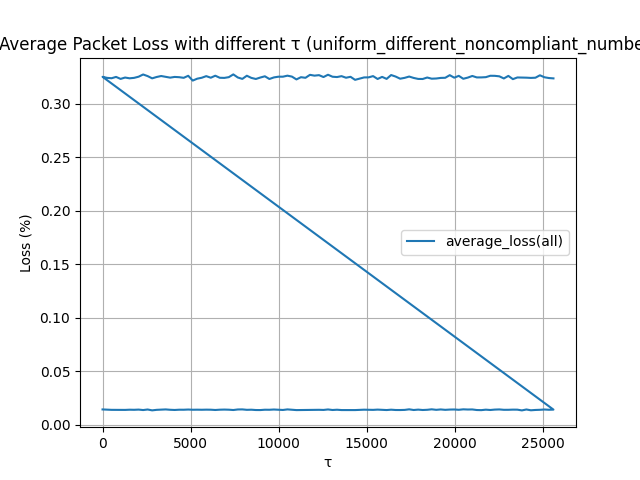 Average Packet Loss with different τ (uniform_different_noncompliant_numbe
Loss (%)
0.30
0.25
0.20
0.15
0.10
0.05
0.00
average_loss(all)
0 5000 10000 15000 20000 25000
τ